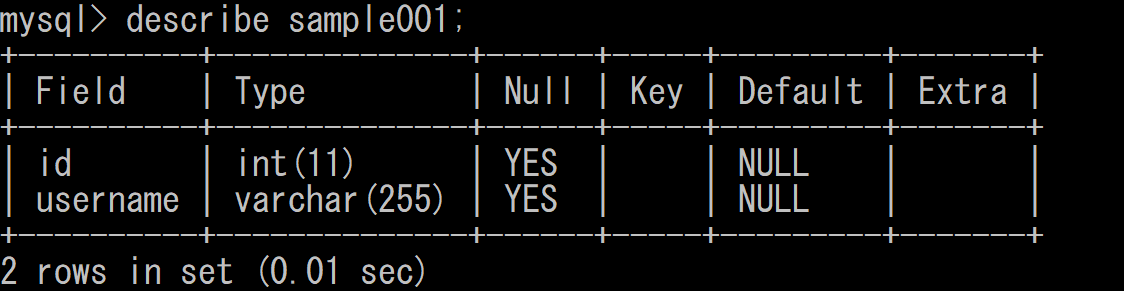 mysql> describe sample001;
+----------+--------------+------+-----+---------+-------+
| Field    | Type         | Null | Key | Default | Extra |
+----------+--------------+------+-----+---------+-------+
| id       | int(11)      | YES  |     | NULL    |       |
| username | varchar(255) | YES  |     | NULL    |       |
+----------+--------------+------+-----+---------+-------+
2 rows in set (0.01 sec)